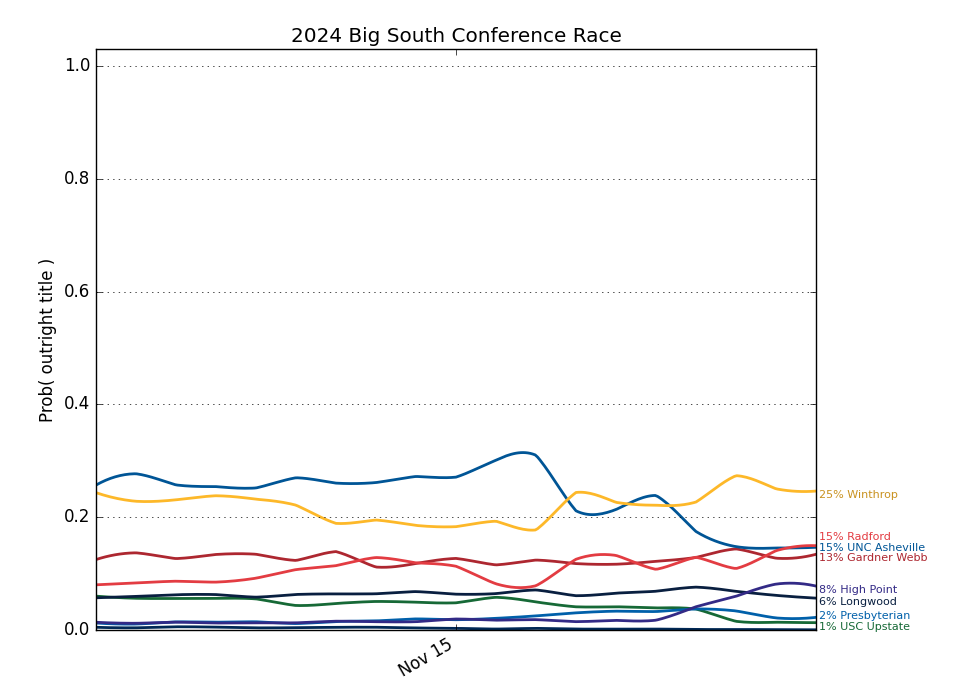 2024 Big South Conference Race
1.0
0.8
0.6
0.4
0.2
0.0
Prob( outright title )
Nov 15
25% Winthrop
15% Radford
15% UNC Asheville
13% Gardner Webb
8% High Point
6% Longwood
2% Presbyterian
1% USC Upstate